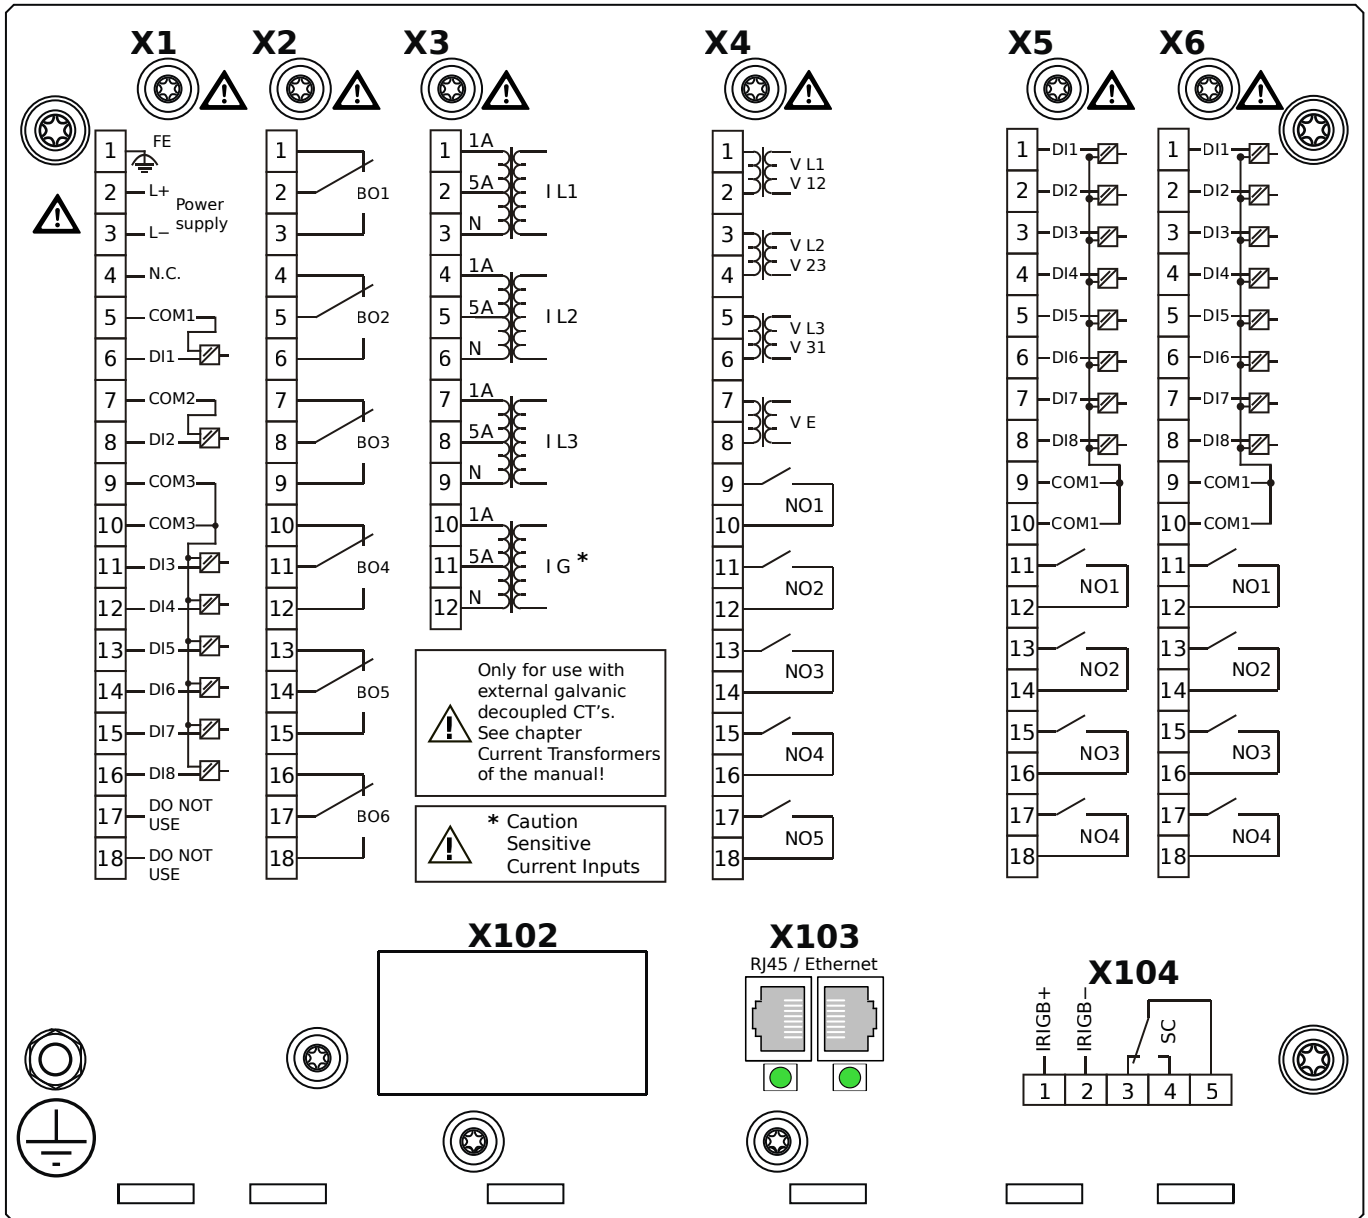 X1
X2
X3
X4
X5
X6
1
FE
2
L+
Power
supply
3
L−
4
N.C.
5
COM1
6
DI1
7
COM2
8
DI2
9
COM3
10
COM3
11
DI3
12
DI4
13
DI5
14
DI6
15
DI7
16
DI8
17
DO NOT
USE
18
DO NOT
USE
1
2
BO1
3
4
5
BO2
6
7
8
BO3
9
10
11
BO4
12
13
14
BO5
15
16
17
BO6
18
1
1A
2
5A
I L1
3
N
4
1A
5
5A
I L2
6
N
7
1A
8
5A
I L3
9
N
10
1A
11
5A
I G *
12
N
Only for use with
external galvanic
decoupled CT's.
See chapter
Current Transformers
of the manual!
* Caution
Sensitive
Current Inputs
1
V L1
V 12
2
3
V L2
V 23
4
5
V L3
V 31
6
7
V E
8
9
NO1
10
11
NO2
12
13
NO3
14
15
NO4
16
17
NO5
18
1
DI1
2
DI2
3
DI3
4
DI4
5
DI5
6
DI6
7
DI7
8
DI8
9
COM1
10
COM1
11
NO1
12
13
NO2
14
15
NO3
16
17
NO4
18
1
DI1
2
DI2
3
DI3
4
DI4
5
DI5
6
DI6
7
DI7
8
DI8
9
COM1
10
COM1
11
NO1
12
13
NO2
14
15
NO3
16
17
NO4
18
X102
X103
RJ45 / Ethernet
X104
IRIGB+
IRIGB−
SC
1 2 3 4 5